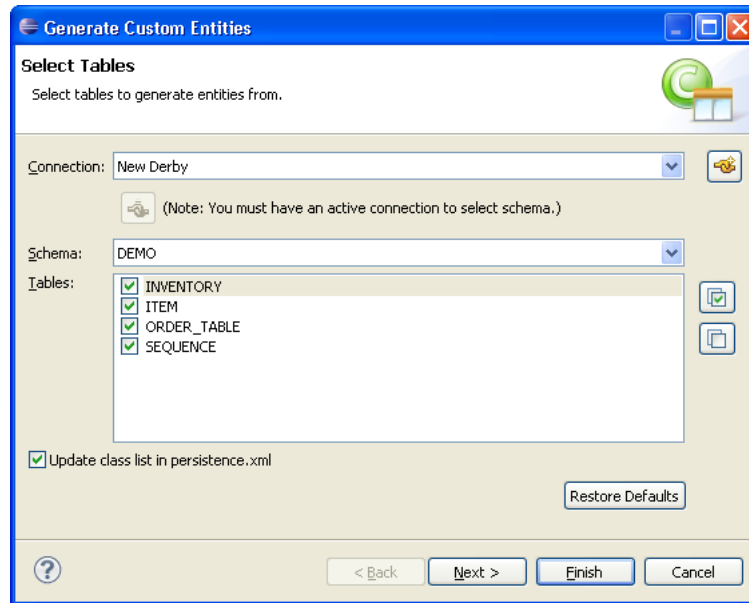 Generate Custom Entities
Select Tables
Select tables to generate entities from.
Connection: New Derby
(Note: You must have an active connection to select schema.)
Schema: DEMO
Tables: INVENTORY
ITEM
ORDER_TABLE
SEQUENCE
Update class list in persistence.xml
Restore Defaults
? < Back Next > Finish Cancel